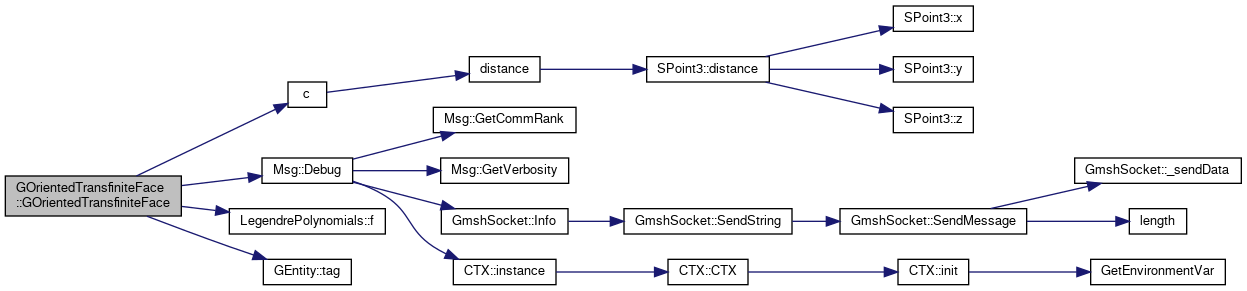 GOrientedTransfiniteFace
::GOrientedTransfiniteFace
c
distance
SPoint3::distance
SPoint3::x
SPoint3::y
SPoint3::z
Msg::Debug
Msg::GetCommRank
Msg::GetVerbosity
GmshSocket::Info
GmshSocket::SendString
GmshSocket::SendMessage
GmshSocket::_sendData
length
CTX::instance
CTX::CTX
CTX::init
GetEnvironmentVar
LegendrePolynomials::f
GEntity::tag